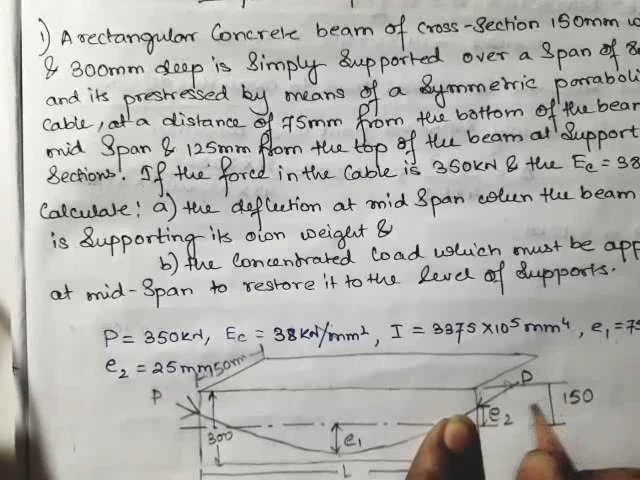 1) A rectangular Concrete beam of cross-section 150mm
& 300mm deep is simply Supported over a Span of
and its prestressed by means of a Symmetric parraboli
Cable, at a distance of 75mm from the bottom of the bea
mid Span & 125mm from the top of the beam at Support
Sections. If the force in the Cable is 350KN & the Ec = 38
Calculate: a) the deflection at mid Span when the beam
is Supporting its own weight &
b) the Concentrated load which must be app
at mid-Span to restore it to the level of Supports.
P = 350KN, Ec = 38KN/mm², I = 3375 X10⁵ mm⁴, e₁ = 75
e₂ = 25mm 150m
P P
e₂ 150
300 e₁
L